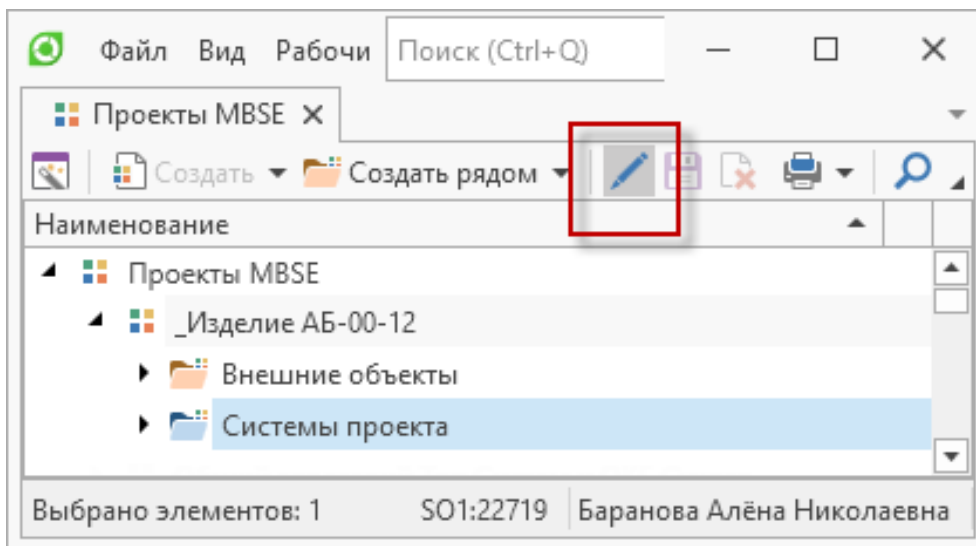 Файл Вид Рабочи Поиск (Ctrl+Q)
Проекты MBSE
Создать Создать рядом
Наименование
Проекты MBSE
_Изделие АБ-00-12
Внешние объекты
Системы проекта
Выбрано элементов: 1 SO1:22719 Баранова Алёна Николаевна